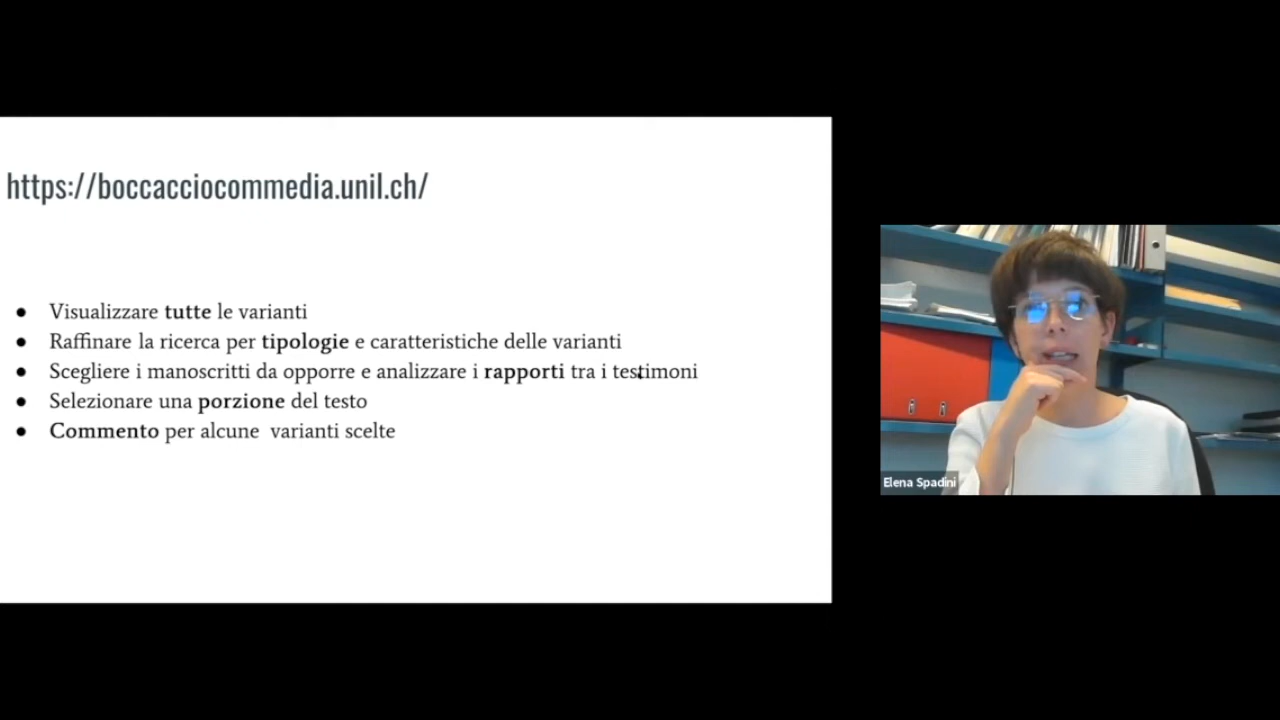 https://boccacciocommedia.unil.ch/
● Visualizzare tutte le varianti
● Raffinare la ricerca per tipologie e caratteristiche delle varianti
● Scegliere i manoscritti da opporre e analizzare i rapporti tra i testimoni
● Selezionare una porzione del testo
● Commento per alcune  varianti scelte
Elena Spadini